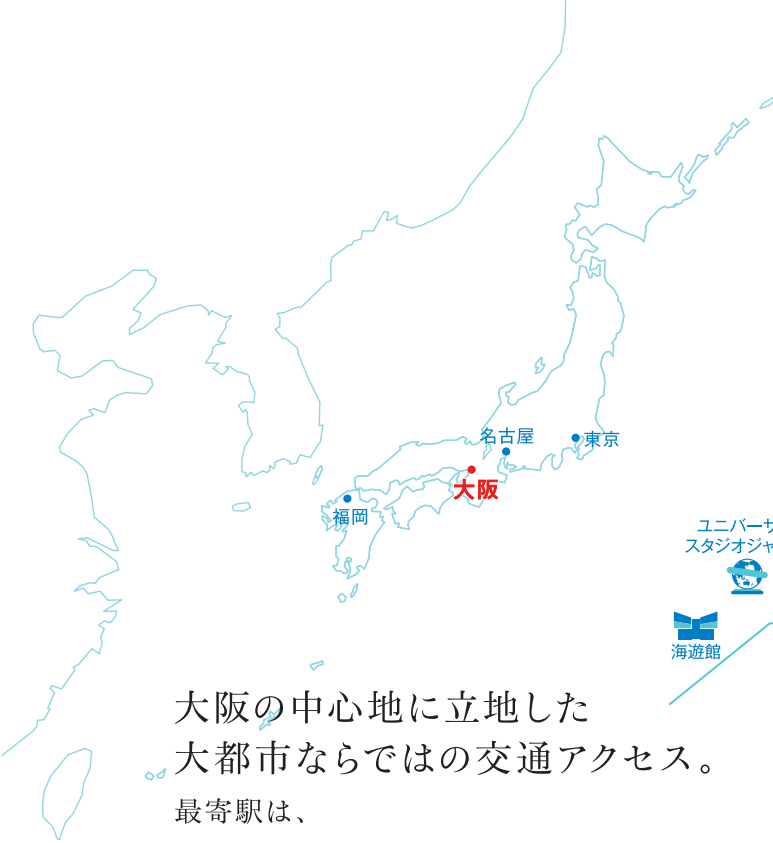 名古屋
東京
大阪
福岡
ユニバーサ
スタジオジャ
海遊館
大阪の中心地に立地した
大都市ならではの交通アクセス。
最寄駅は、